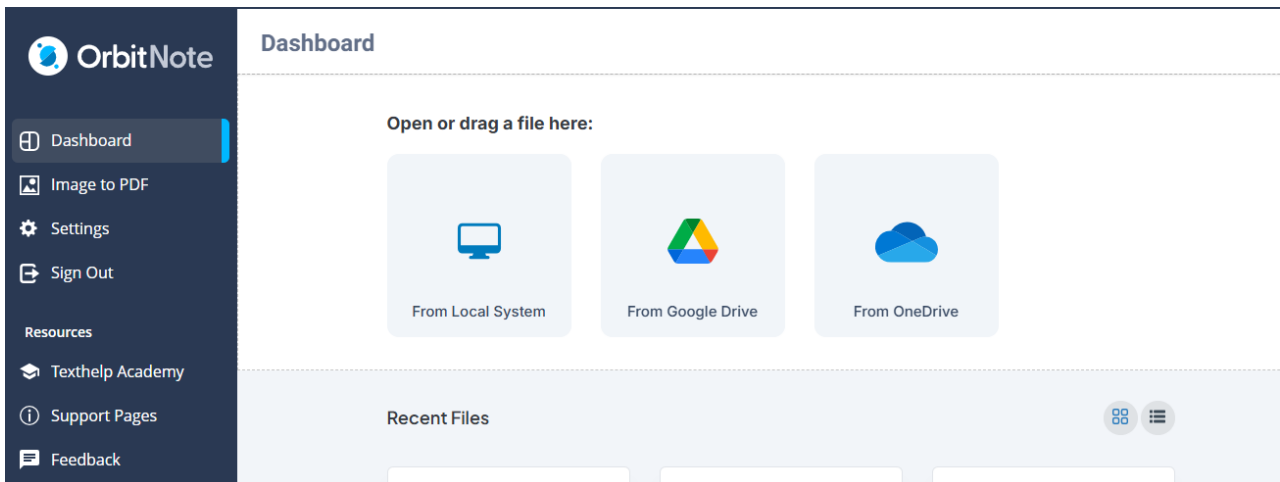 OrbitNote
Dashboard
Image to PDF
Settings
Sign Out
Resources
Texthelp Academy
Support Pages
Feedback
Dashboard
Open or drag a file here:
From Local System
From Google Drive
From OneDrive
Recent Files